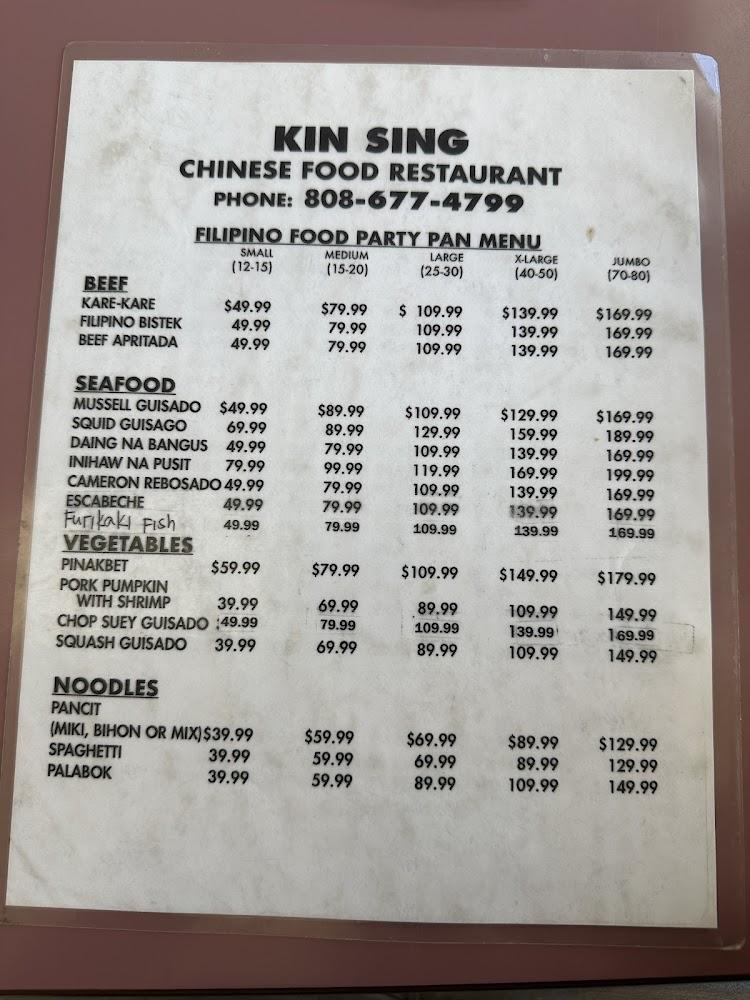 KIN SING
CHINESE FOOD RESTAURANT
PHONE: 808-677-4799
FILIPINO FOOD PARTY PAN MENU
SMALL MEDIUM LARGE X-LARGE JUMBO
(12-15) (15-20) (25-30) (40-50) (70-80)
BEEF
KARE-KARE $49.99 $79.99 $ 109.99 $139.99 $169.99
FILIPINO BISTEK 49.99 79.99 109.99 139.99 169.99
BEEF APRITADA 49.99 79.99 109.99 139.99 169.99
SEAFOOD
MUSSELL GUISADO $49.99 $89.99 $109.99 $129.99 $169.99
SQUID GUISAGO 69.99 89.99 129.99 159.99 189.99
DAING NA BANGUS 49.99 79.99 109.99 139.99 169.99
INIHAW NA PUSIT 79.99 99.99 119.99 169.99 199.99
CAMERON REBOSADO 49.99 79.99 109.99 139.99 169.99
ESCABECHE 49.99 79.99 109.99 139.99 169.99
Furikaki Fish 49.99 79.99 109.99 139.99 169.99
VEGETABLES
PINAKBET $59.99 $79.99 $109.99 $149.99 $179.99
PORK PUMPKIN
WITH SHRIMP 39.99 69.99 89.99 109.99 149.99
CHOP SUEY GUISADO 49.99 79.99 109.99 139.99 169.99
SQUASH GUISADO 39.99 69.99 89.99 109.99 149.99
NOODLES
PANCIT
(MIKI, BIHON OR MIX) $39.99 $59.99 $69.99 $89.99 $129.99
SPAGHETTI 39.99 59.99 69.99 89.99 129.99
PALABOK 39.99 59.99 89.99 109.99 149.99